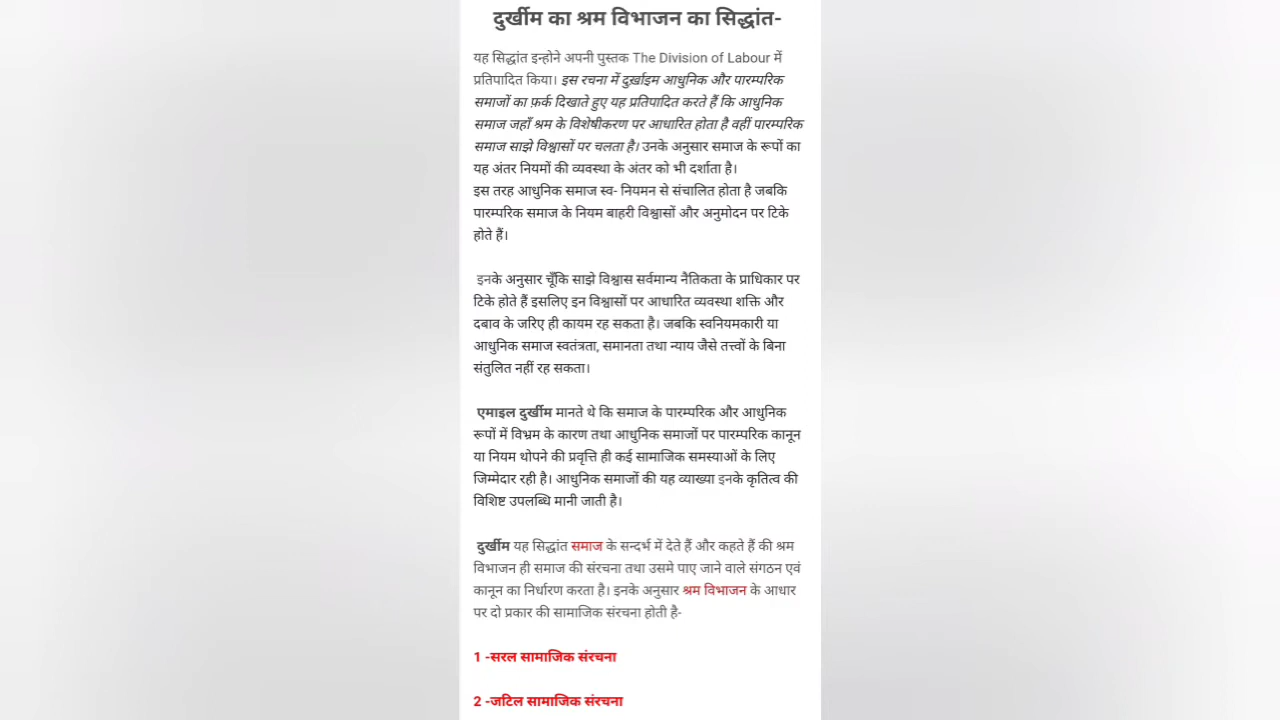 दुर्खीम का श्रम विभाजन का सिद्धांत-
यह सिद्धांत इन्होने अपनी पुस्तक The Division of Labour में
प्रतिपादित किया। इस रचना में दुर्ख़ाइम आधुनिक और पारम्परिक
समाजों का फ़र्क दिखाते हुए यह प्रतिपादित करते हैं कि आधुनिक
समाज जहाँ श्रम के विशेषीकरण पर आधारित होता है वहीं पारम्परिक
समाज साझे विश्वासों पर चलता है। उनके अनुसार समाज के रूपों का
यह अंतर नियमों की व्यवस्था के अंतर को भी दर्शाता है।
इस तरह आधुनिक समाज स्व- नियमन से संचालित होता है जबकि
पारम्परिक समाज के नियम बाहरी विश्वासों और अनुमोदन पर टिके
होते हैं।
इनके अनुसार चूँकि साझे विश्वास सर्वमान्य नैतिकता के प्राधिकार पर
टिके होते हैं इसलिए इन विश्वासों पर आधारित व्यवस्था शक्ति और
दबाव के जरिए ही कायम रह सकता है। जबकि स्वनियमकारी या
आधुनिक समाज स्वतंत्रता, समानता तथा न्याय जैसे तत्त्वों के बिना
संतुलित नहीं रह सकता।
एमाइल दुर्खीम मानते थे कि समाज के पारम्परिक और आधुनिक
रूपों में विभ्रम के कारण तथा आधुनिक समाजों पर पारम्परिक कानून
या नियम थोपने की प्रवृत्ति ही कई सामाजिक समस्याओं के लिए
जिम्मेदार रही है। आधुनिक समाजों की यह व्याख्या इनके कृतित्व की
विशिष्ट उपलब्धि मानी जाती है।
दुर्खीम यह सिद्धांत समाज के सन्दर्भ में देते हैं और कहते हैं की श्रम
विभाजन ही समाज की संरचना तथा उसमे पाए जाने वाले संगठन एवं
कानून का निर्धारण करता है। इनके अनुसार श्रम विभाजन के आधार
पर दो प्रकार की सामाजिक संरचना होती है-
1 -सरल सामाजिक संरचना
2 -जटिल सामाजिक संरचना